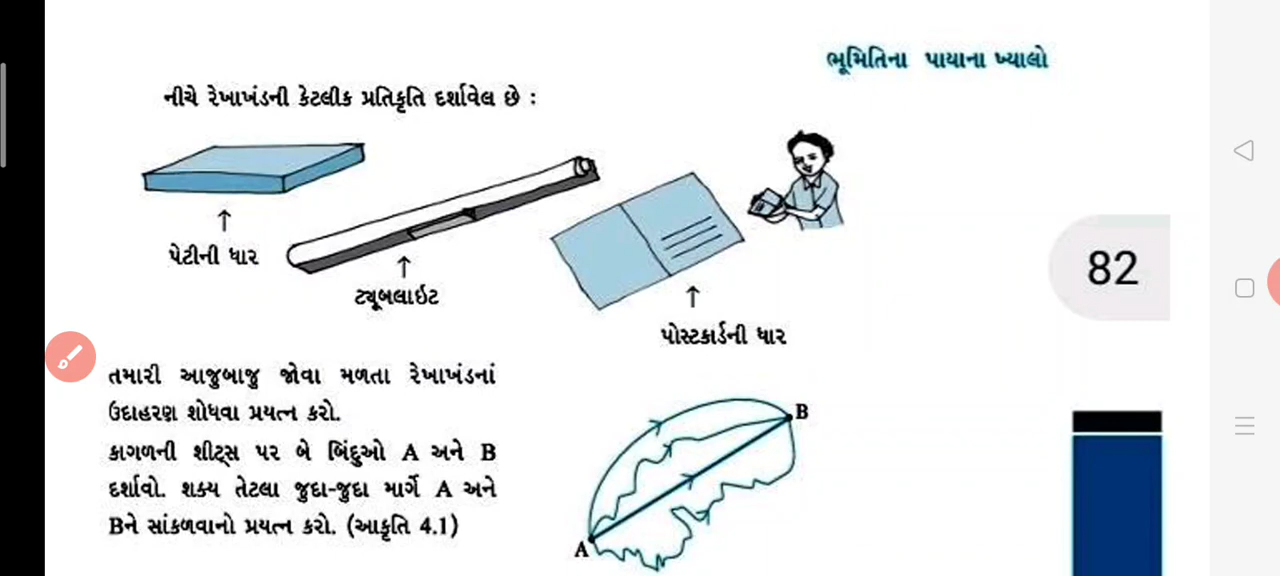 ભૂમિતિના પાયાના ખ્યાલો
નીચે રેખાખંડની કેટલીક પ્રતિકૃતિ દર્શાવેલ છે :
પેટીની ધાર
ટ્યૂબલાઇટ
પોસ્ટકાર્ડની ધાર
82
તમારી આજુબાજુ જોવા મળતા રેખાખંડનાં
ઉદાહરણ શોધવા પ્રયત્ન કરો.
કાગળની શીટ્સ પર બે બિંદુઓ A અને B
દર્શાવો. શક્ય તેટલા જુદા-જુદા માર્ગે A અને
Bને સાંકળવાનો પ્રયત્ન કરો. (આકૃતિ 4.1)
B
A